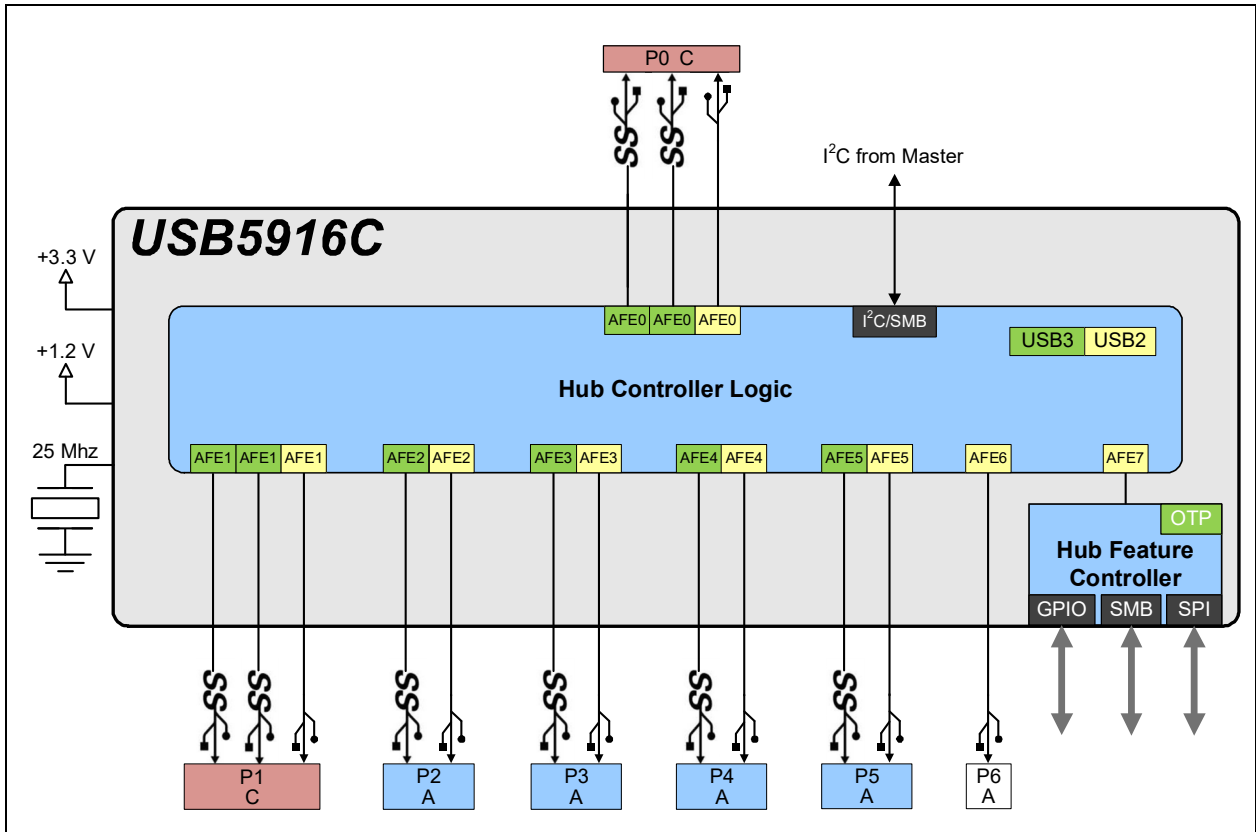 P0 C
SS SS
I²C from Master
USB5916C
+3.3 V
AFE0 AFE0 AFE0
I²C/SMB
USB3 USB2
+1.2 V
Hub Controller Logic
25 Mhz
AFE1 AFE1 AFE1 AFE2 AFE2 AFE3 AFE3 AFE4 AFE4 AFE5 AFE5 AFE6 AFE7
OTP
Hub Feature
Controller
GPIO SMB SPI
SS SS SS SS SS SS
P1
C
P2
A
P3
A
P4
A
P5
A
P6
A